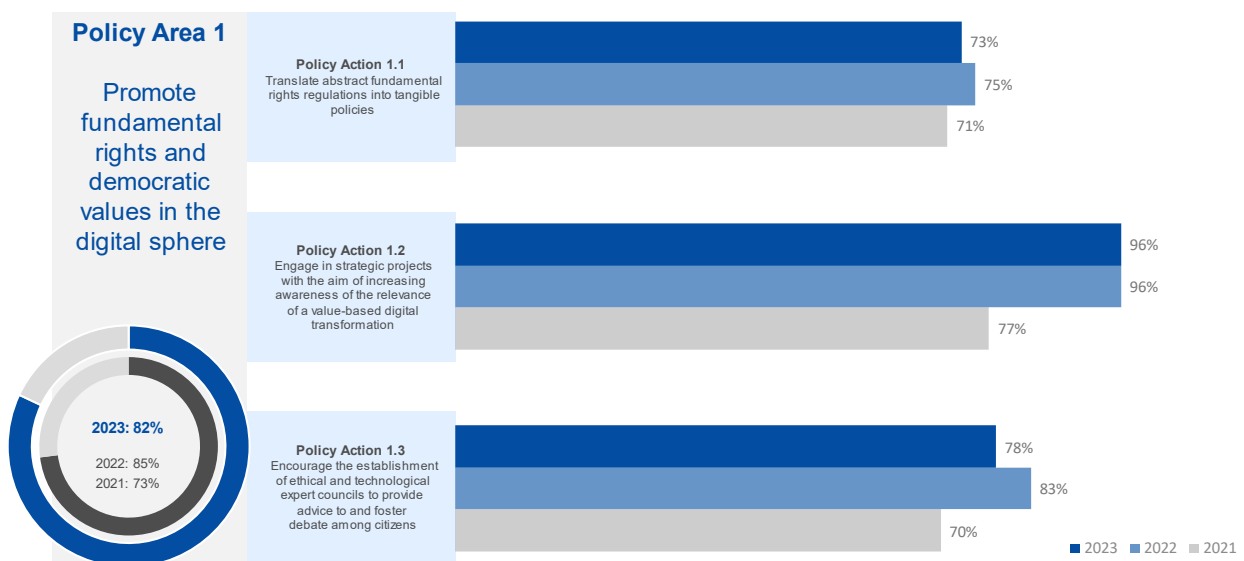 Policy Area 1
Promote
fundamental
rights and
democratic
values in the
digital sphere
2023: 82%
2022: 85%
2021: 73%
Policy Action 1.1
Translate abstract fundamental
rights regulations into tangible
policies
73%
75%
71%
Policy Action 1.2
Engage in strategic projects
with the aim of increasing
awareness of the relevance
of a value-based digital
transformation
96%
96%
77%
Policy Action 1.3
Encourage the establishment
of ethical and technological
expert councils to provide
advice to and foster
debate among citizens
78%
83%
70%
2023 2022 2021